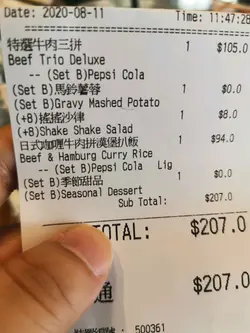 Date: 2020-08-11 Time: 11:47:28
特選牛肉三拼 1 $105.0
Beef Trio Deluxe
-- (Set B)Pepsi Cola
(Set B)馬鈴薯蓉 1 $0.0
(Set B)Gravy Mashed Potato
(+8)搖搖沙律 1 $8.0
(+8)Shake Shake Salad
日式咖喱牛肉拼漢堡扒飯 1 $94.0
Beef & Hamburg Curry Rice
-- (Set B)Pepsi Cola Lig
(Set B)季節甜品 1 $0.0
(Set B)Seasonal Dessert
Sub Total: $207.0
TOTAL: $207.0
通 $207.0
500361